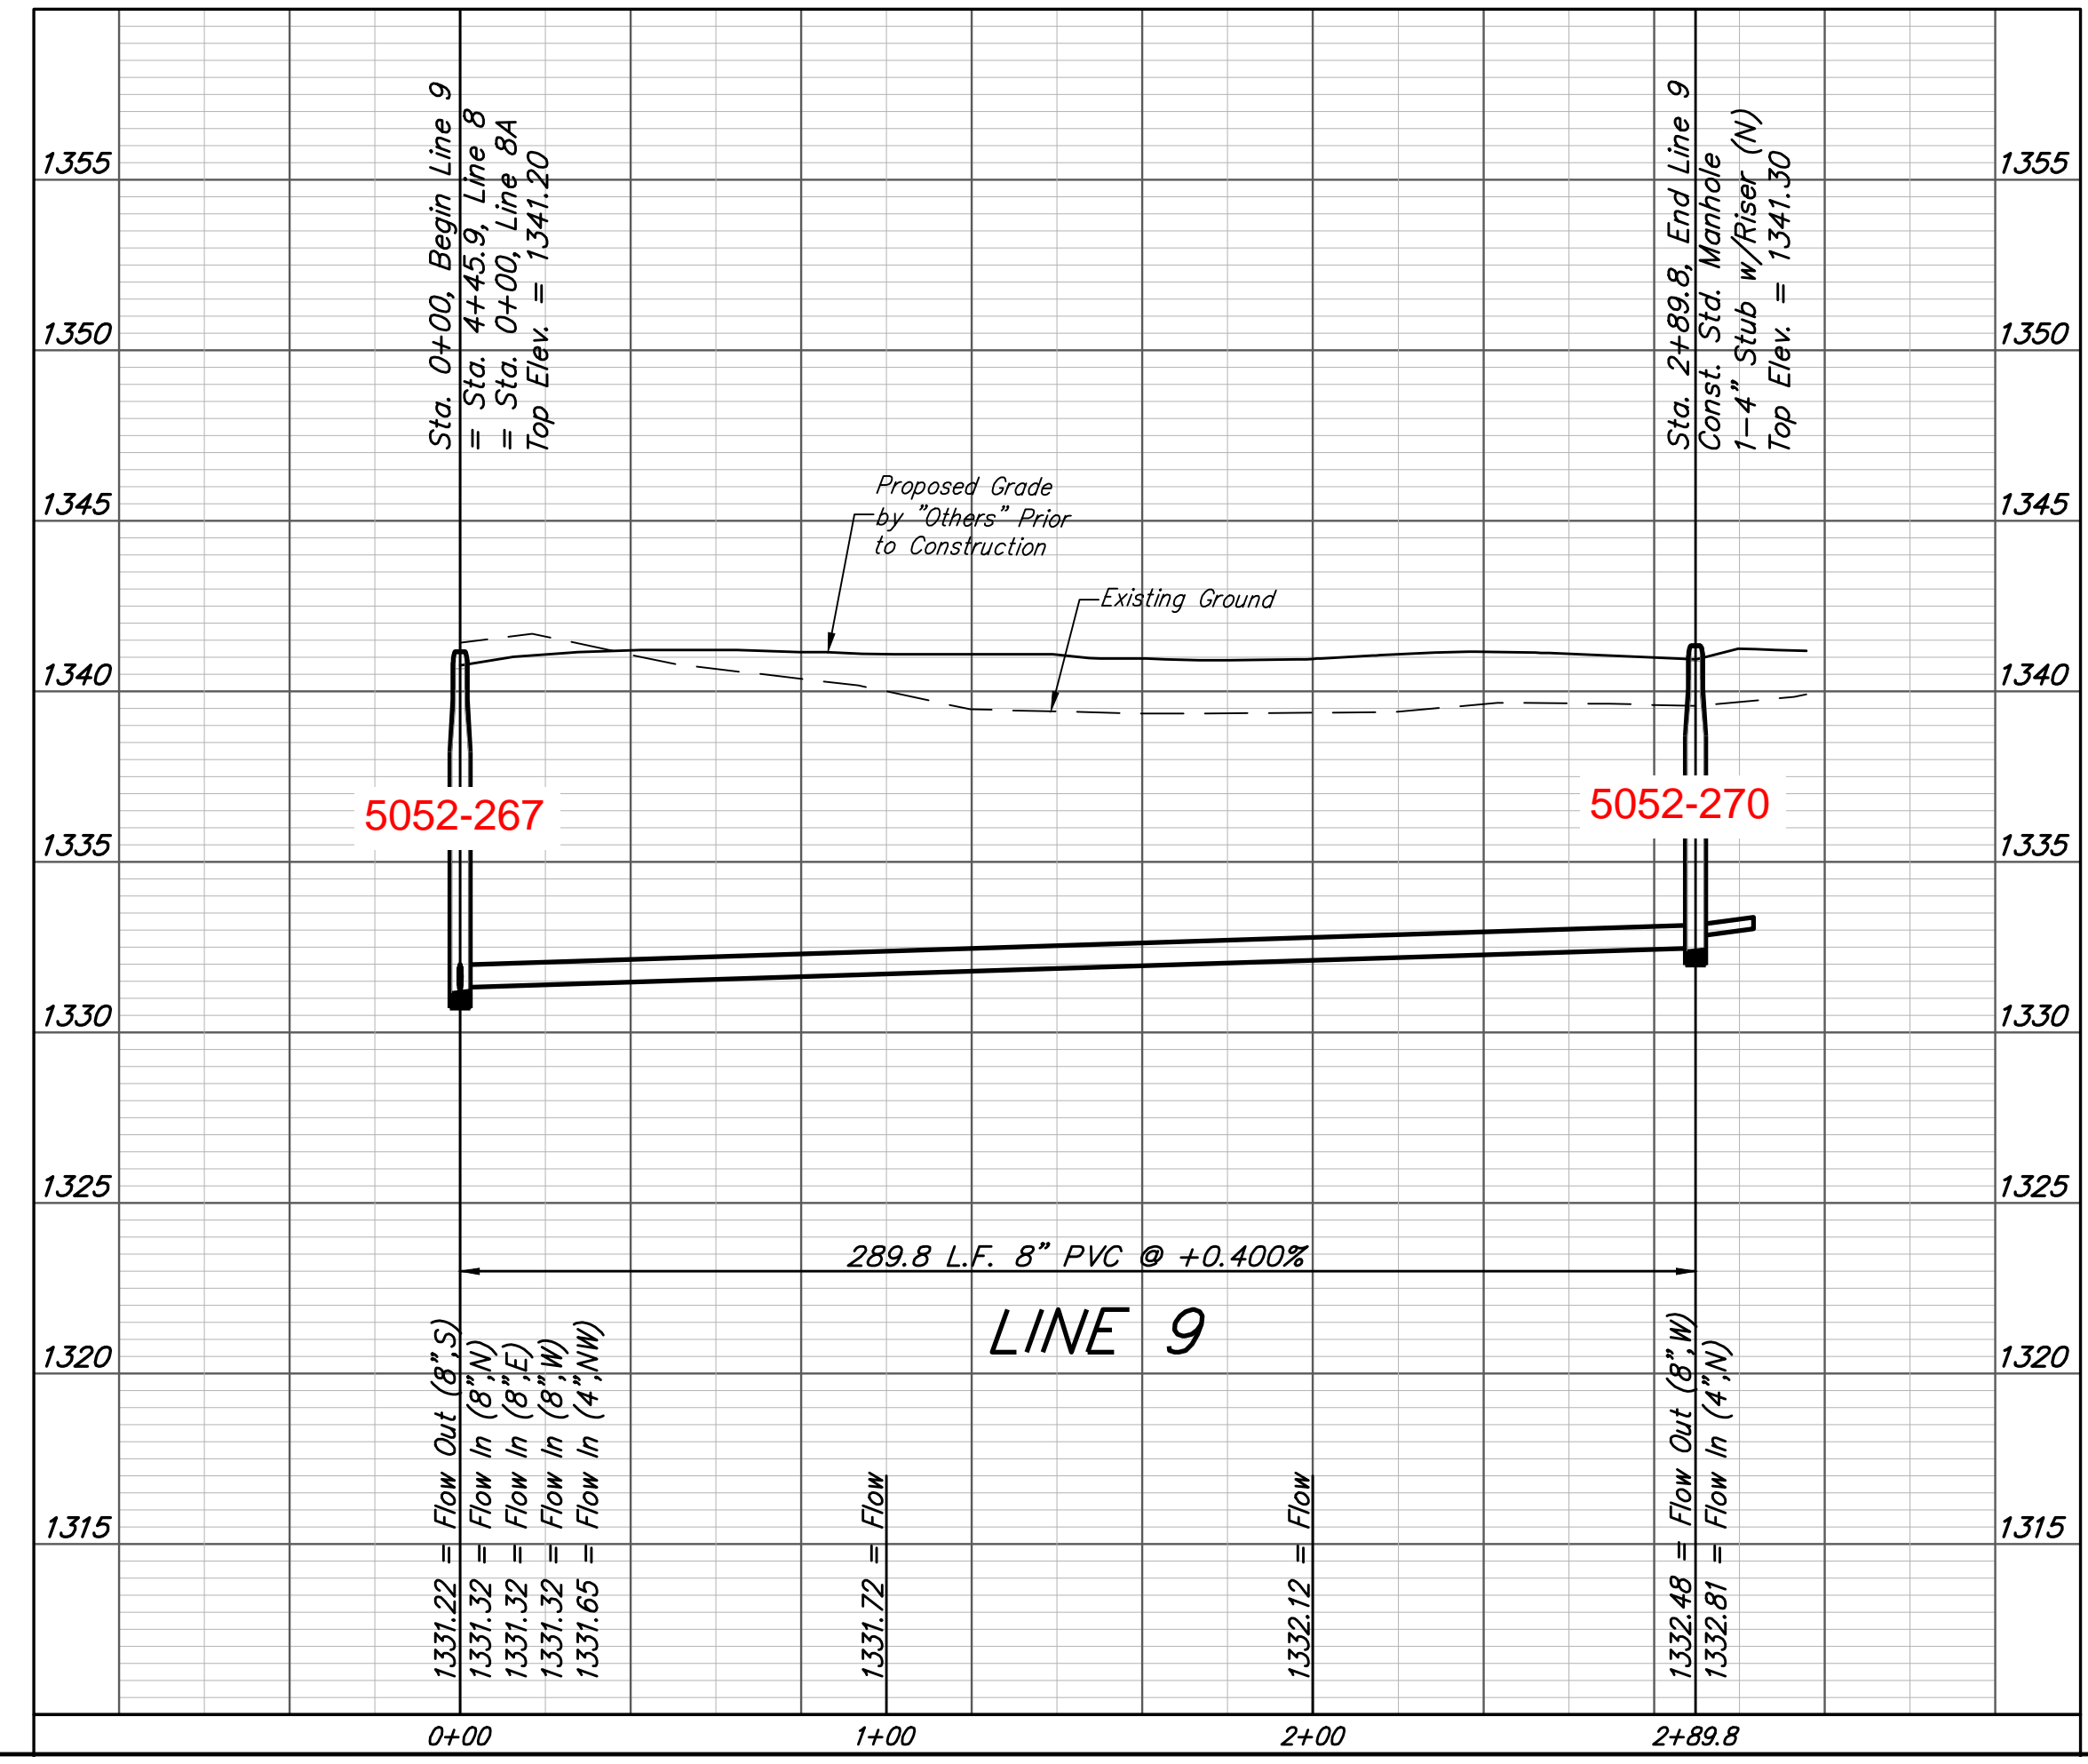 Sta. 0+00, Begin Line 9
= Sta. 4+45.9, Line 8
= Sta. 0+00, Line 8A
Top Elev. = 1341.20
Sta. 2+89.8, End Line 9
Const. Std. Manhole
1-4" Stub w/Riser (N)
Top Elev. = 1341.30
1355
1355
1350
1350
1345
1345
Proposed Grade
by "Others" Prior
to Construction
Existing Ground
1340
1340
5052-267
5052-270
1335
1335
1330
1330
1325
1325
289.8 L.F. 8" PVC @ +0.400%
LINE 9
1320
1320
1315
1315
1331.22 = Flow Out (8",S)
1331.32 = Flow In (8",N)
1331.32 = Flow In (8",E)
1331.32 = Flow In (8",W)
1331.65 = Flow In (4",NW)
1331.72 = Flow
1332.12 = Flow
1332.48 = Flow Out (8",W)
1332.81 = Flow In (4",N)
0+00
1+00
2+00
2+89.8